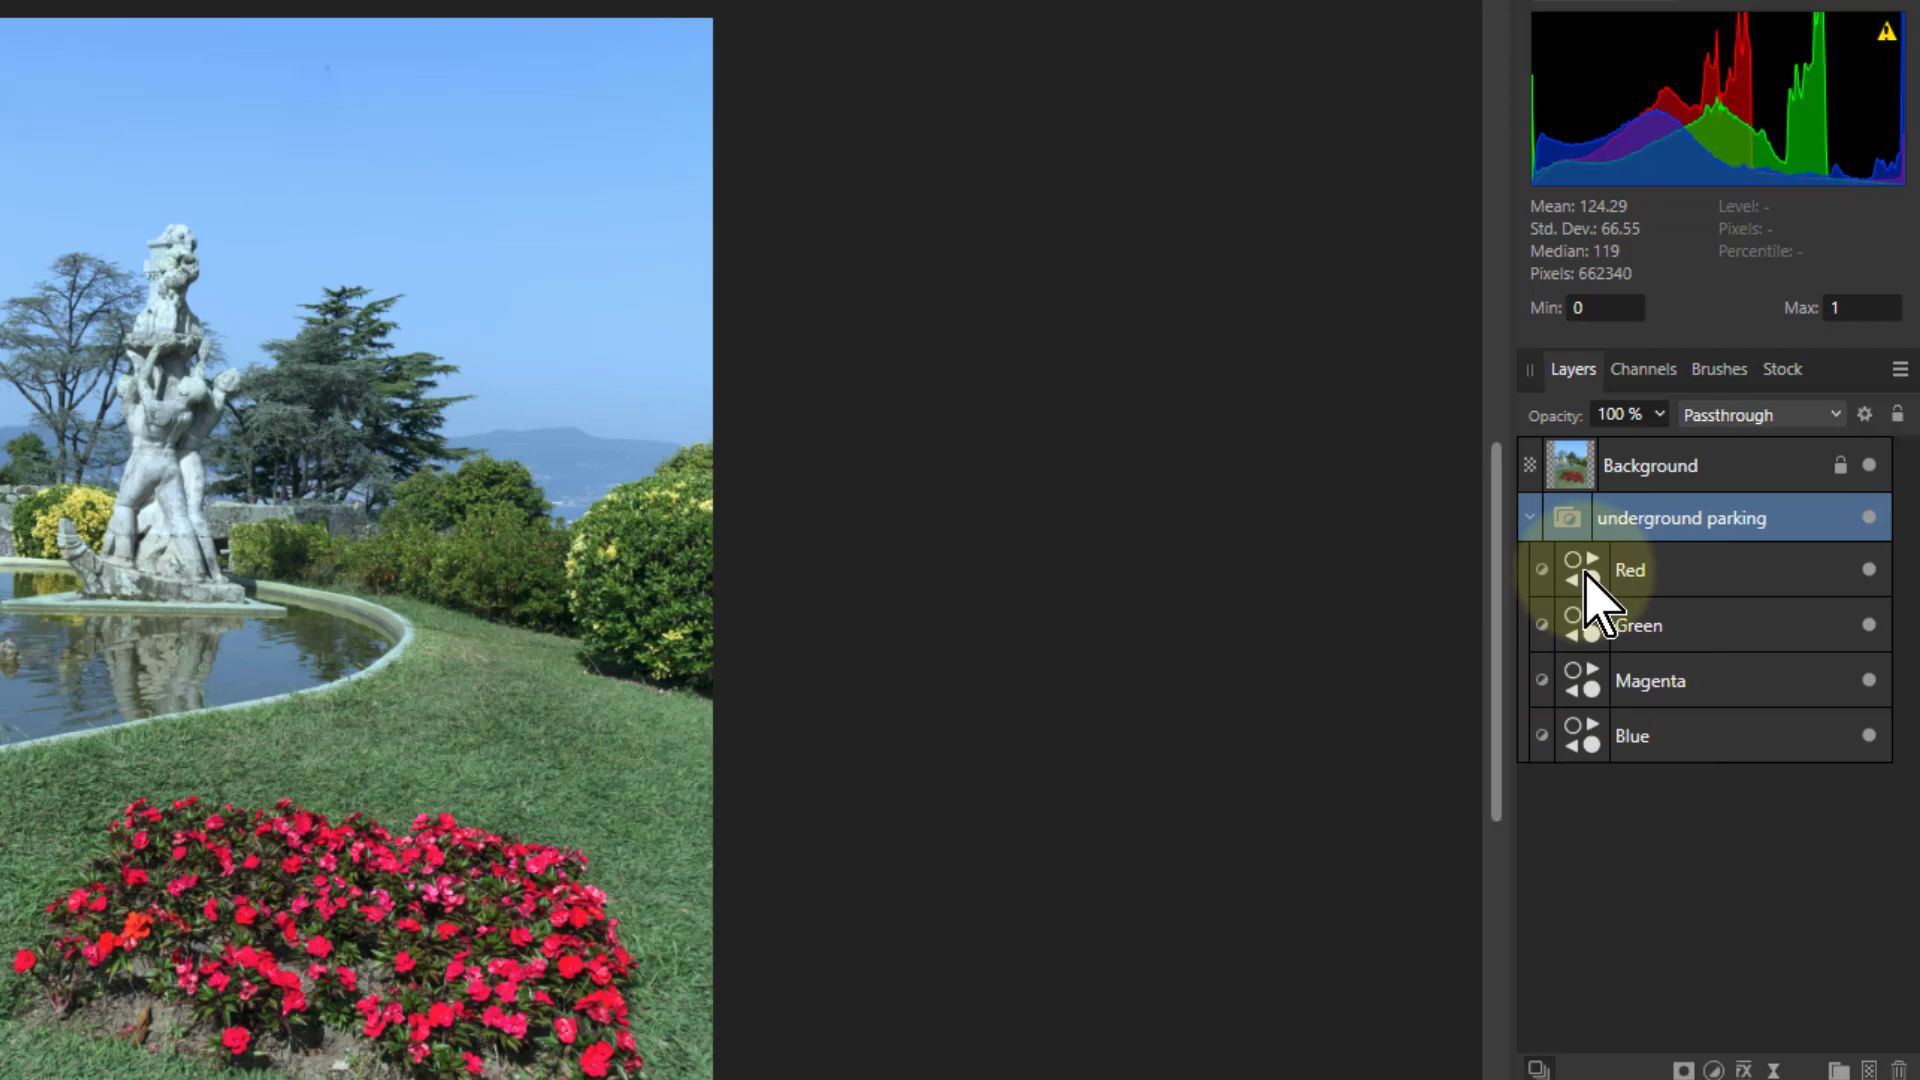 Mean: 124.29
Level: -
Std. Dev.: 66.55
Pixels: -
Median: 119
Percentile: -
Pixels: 662340
Min: 0
Max: 1
Layers
Channels
Brushes
Stock
Opacity: 100 %
Passthrough
Background
underground parking
Red
Green
Magenta
Blue
FX